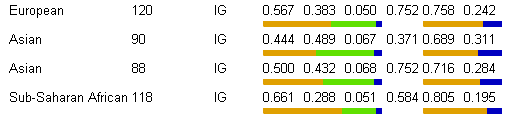 European 120 IG 0.567 0.383 0.050 0.752 0.758 0.242
Asian 90 IG 0.444 0.489 0.067 0.371 0.689 0.311
Asian 88 IG 0.500 0.432 0.068 0.752 0.716 0.284
Sub-Saharan African 118 IG 0.661 0.288 0.051 0.584 0.805 0.195